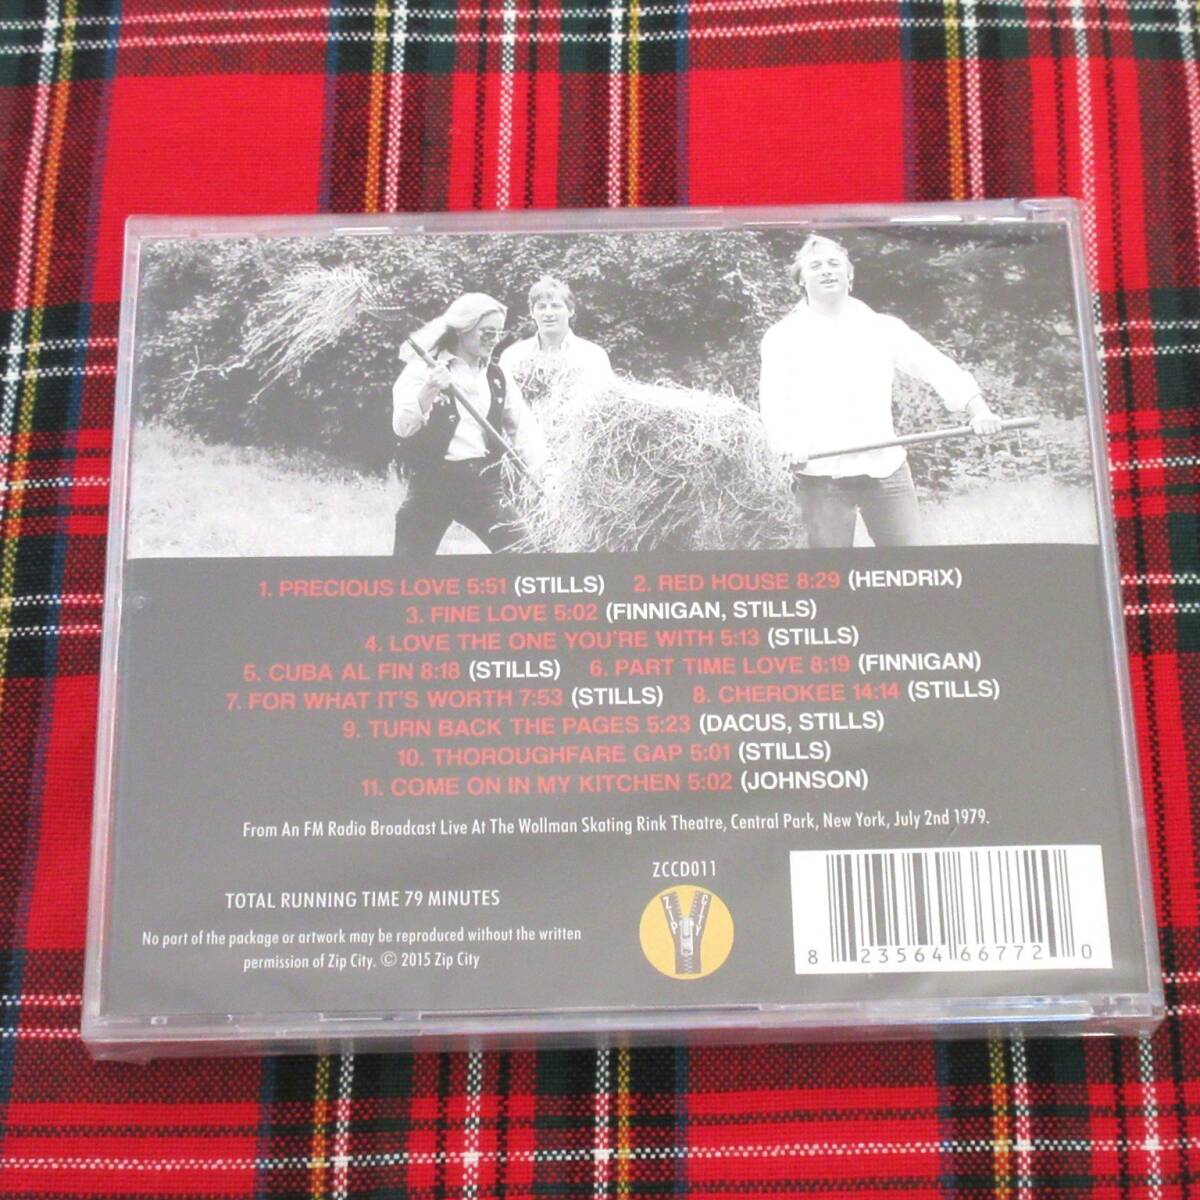 1. PRECIOUS LOVE 5:51 (STILLS) 2. RED HOUSE 8:29 (HENDRIX)
3. FINE LOVE 5:02 (FINNIGAN, STILLS)
4. LOVE THE ONE YOU'RE WITH 5:13 (STILLS)
5. CUBA AL FIN 8:18 (STILLS) 6. PART TIME LOVE 8:19 (FINNIGAN)
7. FOR WHAT IT'S WORTH 7:53 (STILLS) 8. CHEROKEE 14:14 (STILLS)
9. TURN BACK THE PAGES 5:23 (DACUS, STILLS)
10. THOROUGHFARE GAP 5:01 (STILLS)
11. COME ON IN MY KITCHEN 5:02 (JOHNSON)
From An FM Radio Broadcast Live At The Wollman Skating Rink Theatre, Central Park, New York, July 2nd 1979.
TOTAL RUNNING TIME 79 MINUTES
No part of the package or artwork may be reproduced without the written
permission of Zip City. © 2015 Zip City
ZCCD011
ZIP CITY
8 23564 66772 0